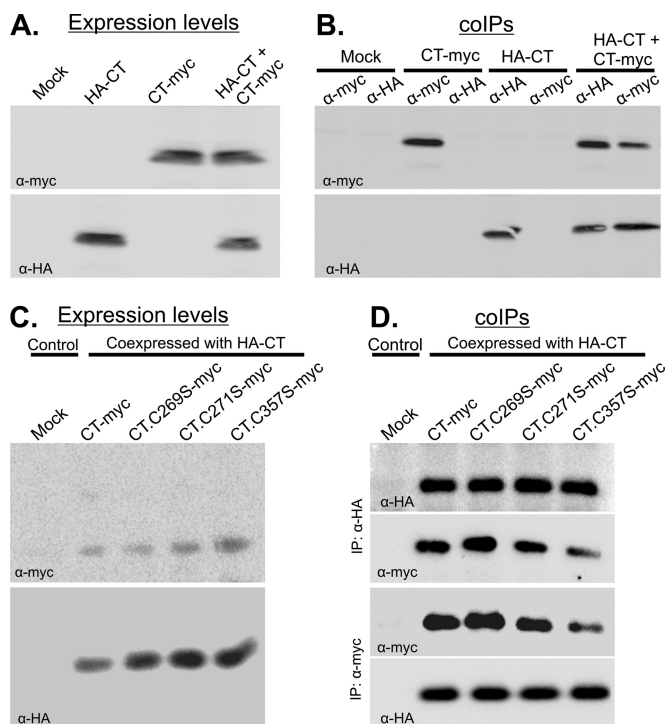 A. Expression levels
Mock HA-CT CT-myc HA-CT + CT-myc
α-myc
α-HA
B. coIPs
Mock CT-myc HA-CT HA-CT + CT-myc
α-myc α-HA α-myc α-HA α-HA α-myc α-HA α-myc
α-myc
α-HA
C. Expression levels
Control Coexpressed with HA-CT
Mock CT-myc CT.C269S-myc CT.C271S-myc CT.C357S-myc
α-myc
α-HA
D. coIPs
Control Coexpressed with HA-CT
Mock CT-myc CT.C269S-myc CT.C271S-myc CT.C357S-myc
IP: α-HA
α-HA
α-myc
IP: α-myc
α-myc
α-HA